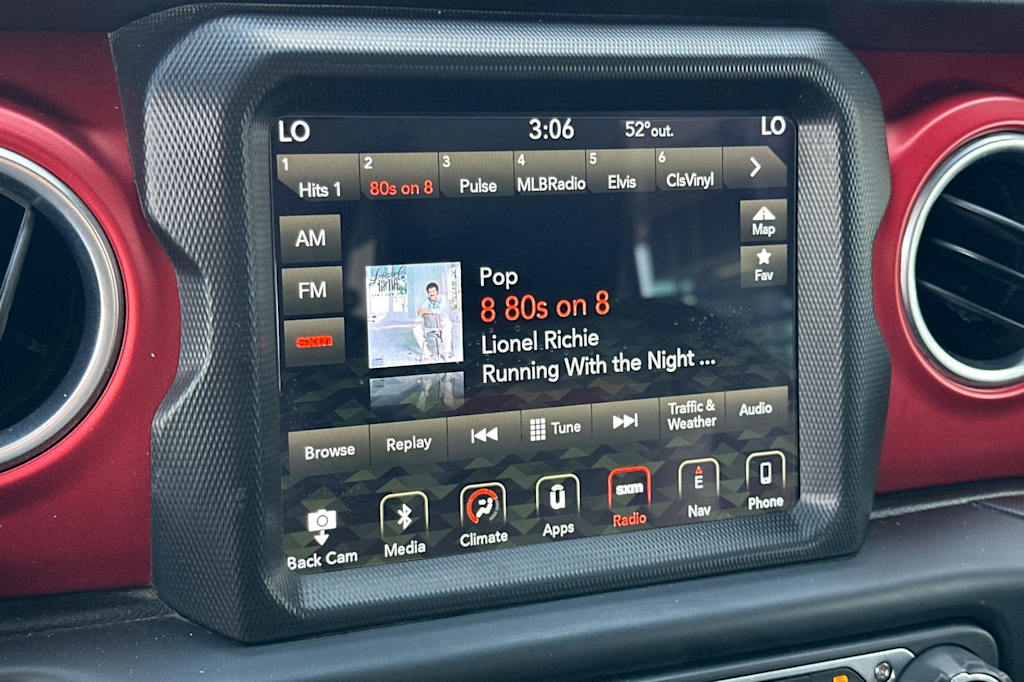 LO 3:06 52° out. LO
1 Hits 1
2 80s on 8
3 Pulse
4 MLBRadio
5 Elvis
6 ClsVinyl
AM
FM
sxm
Map
Fav
Pop
8 80s on 8
Lionel Richie
Running With the Night ...
Browse
Replay
Tune
Traffic &
Weather
Audio
Back Cam
Media
Climate
u
Apps
sxm
Radio
E
Nav
Phone